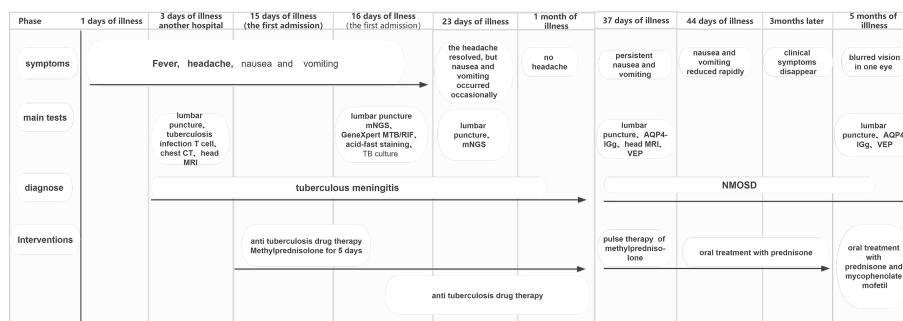 Phase
1 days of illness
3 days of illness
another hospital
15 days of illness
(the first admission)
16 days of illness
(the first admission)
23 days of illness
1 month of
illness
37 days of illness
44 days of illness
3months later
5 months of
illlness
symptoms
Fever, headache, nausea and vomiting
the headache
resolved, but
nausea and
vomiting
occurred
occasionally
no
headache
persistent
nausea and
vomiting
nausea and
vomiting
reduced rapidly
clinical
symptoms
disappear
blurred vision
in one eye
main tests
lumbar
puncture、
tuberculosis
infection T cell、
chest CT、head
MRI
lumbar puncture
mNGS、
GeneXpert MTB/RIF、
acid-fast staining、
TB culture
lumbar
puncture、
mNGS
lumbar
puncture、AQP4-
IGg、head MRI、
VEP
lumbar
puncture、AQP4-
IGg、VEP
diagnose
tuberculous meningitis
NMOSD
Interventions
anti tuberculosis drug therapy
Methylprednisolone for 5 days
anti tuberculosis drug therapy
pulse therapy of
methylpredniso-
lone
oral treatment with prednisone
oral treatment
with
prednisone and
mycophenolate
mofetil